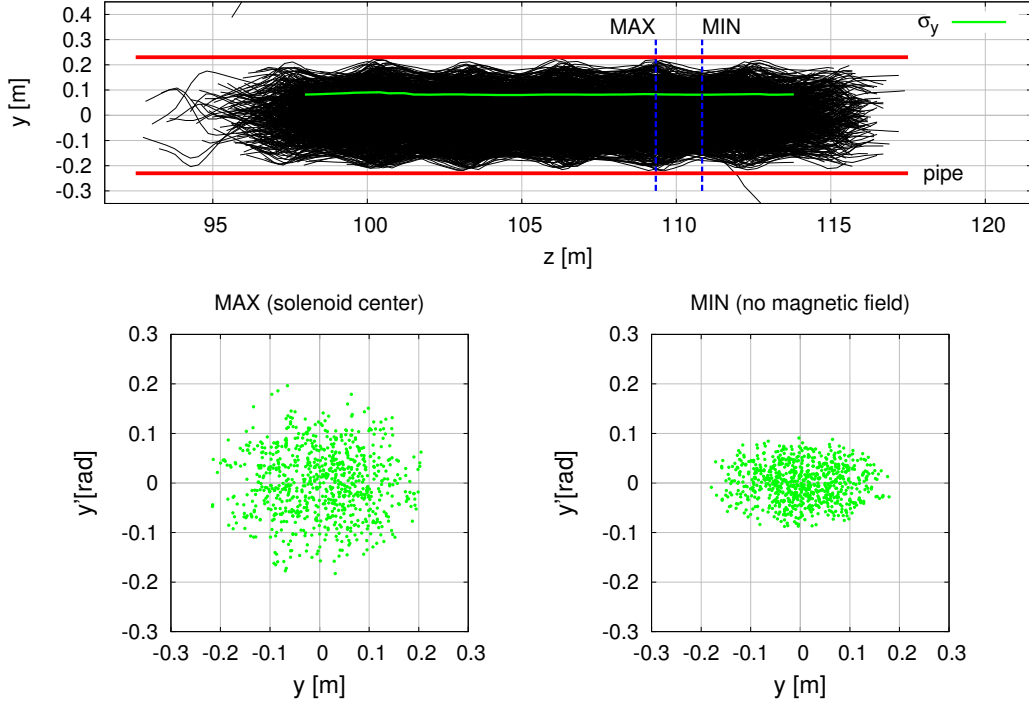 0.4
0.3
0.2
0.1
0
-0.1
-0.2
-0.3
y [m]
MAX
MIN
σy
pipe
95
100
105
110
115
120
z [m]
MAX (solenoid center)
0.3
0.2
0.1
0
-0.1
-0.2
-0.3
y'[rad]
-0.3 -0.2 -0.1 0 0.1 0.2 0.3
y [m]
MIN (no magnetic field)
0.3
0.2
0.1
0
-0.1
-0.2
-0.3
y'[rad]
-0.3 -0.2 -0.1 0 0.1 0.2 0.3
y [m]